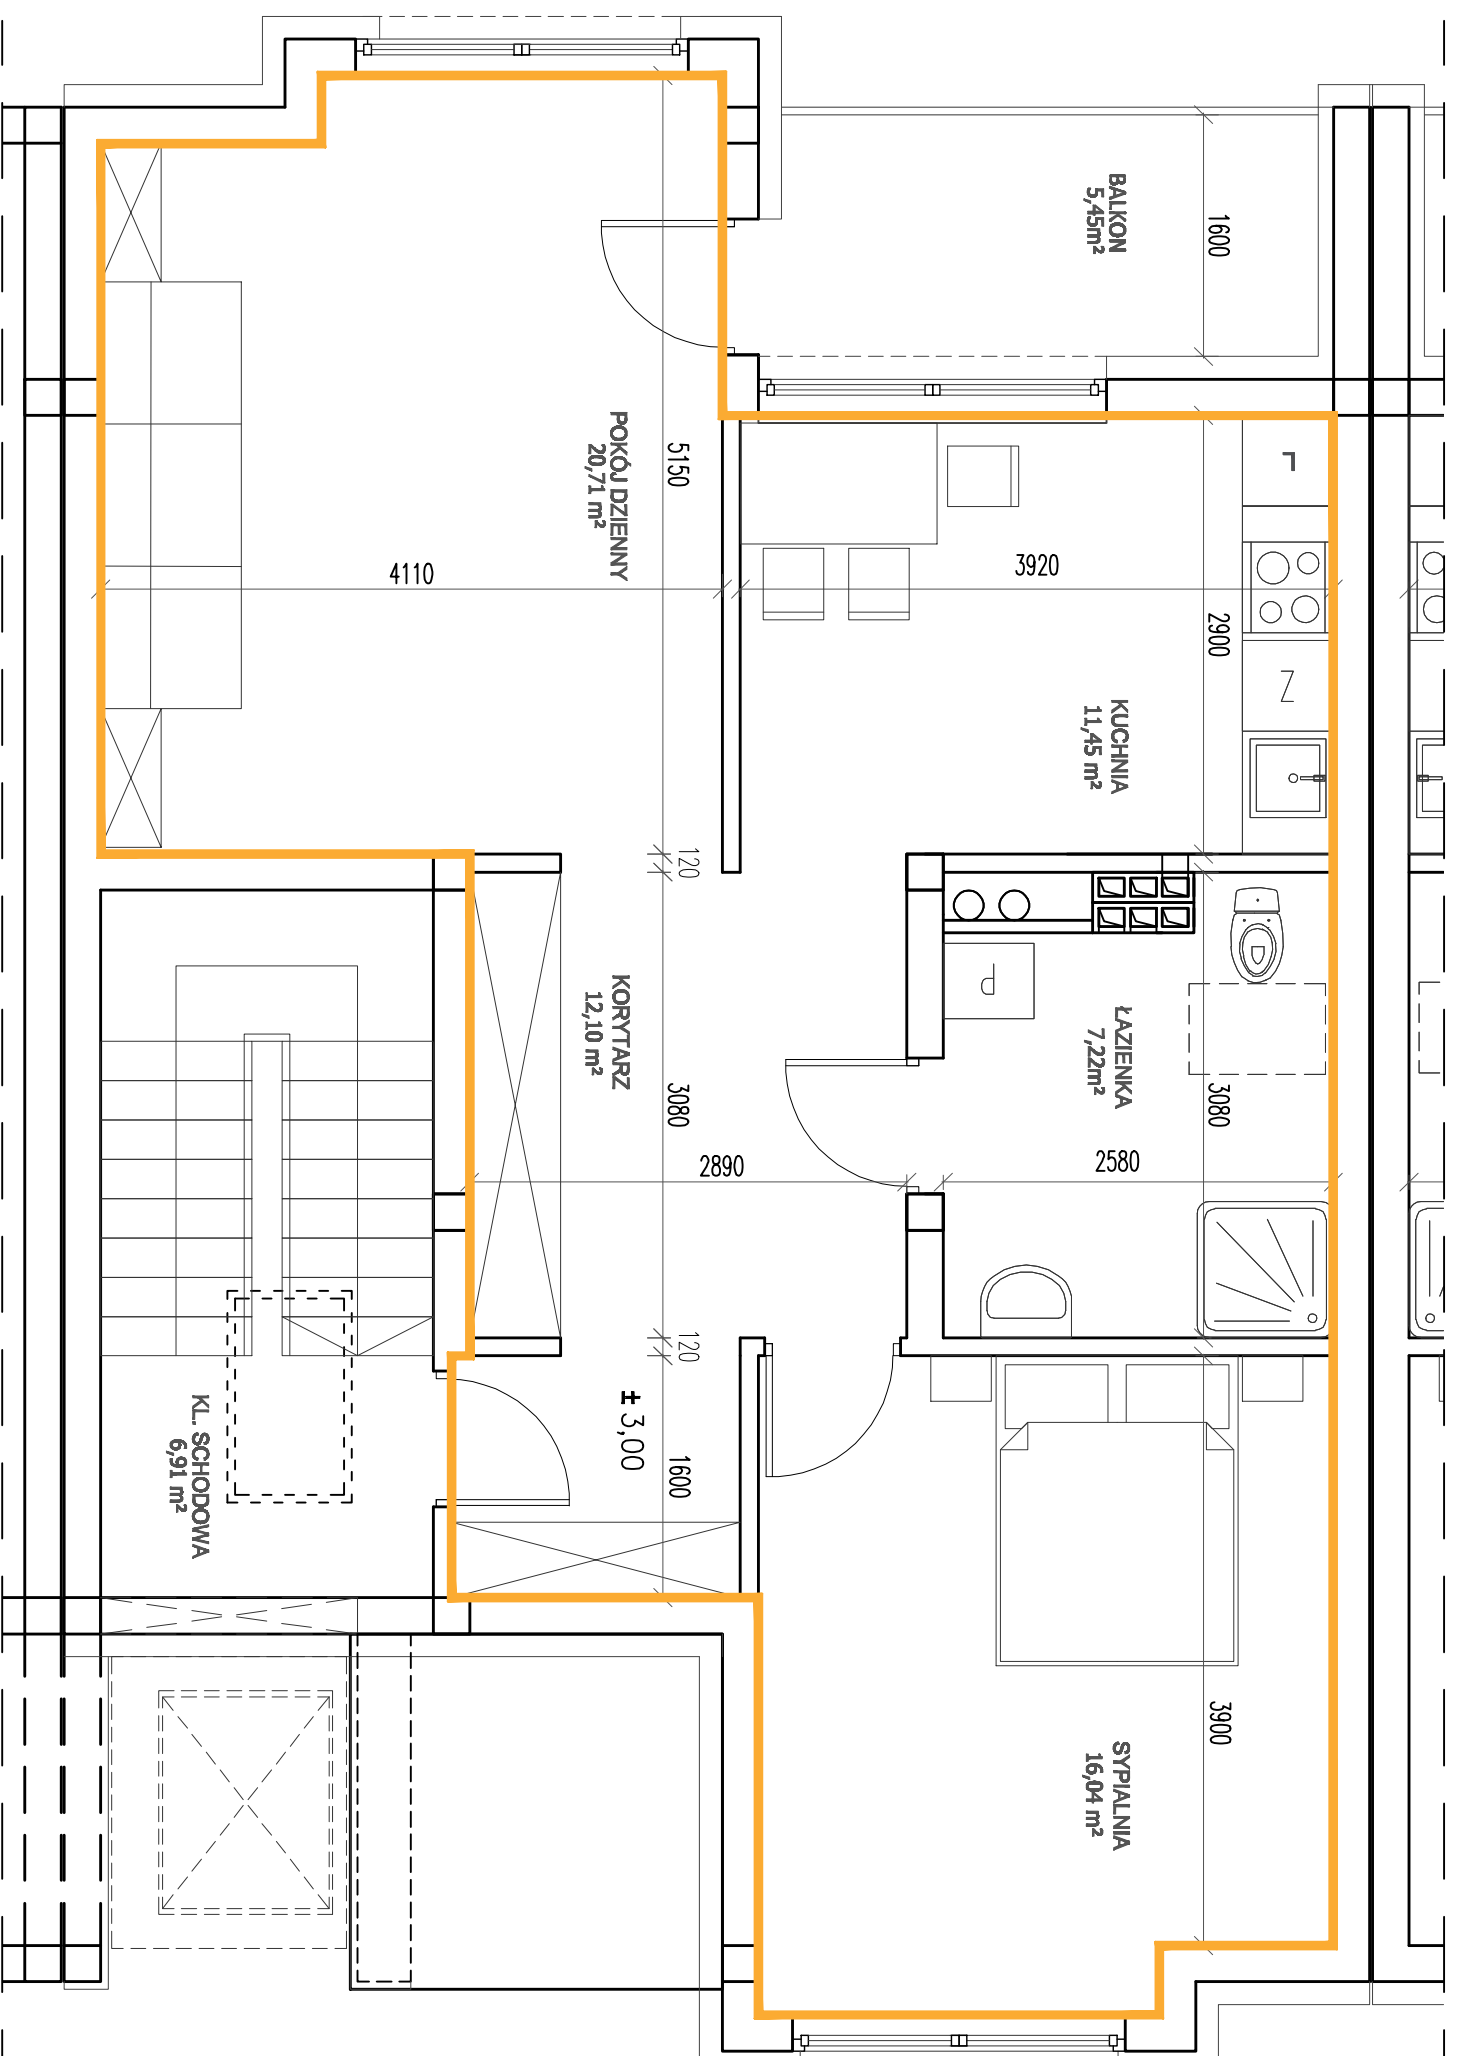 BALKON
5,45m²
1600
POKÓJ DZIENNY
20,71 m²
5150
4110
3920
2900
L
Z
KUCHNIA
11,45 m²
120
KORYTARZ
12,10 m²
3080
P
ŁAZIENKA
7,22m²
3080
2890
2580
120
± 3,00
1600
KL. SCHODOWA
6,91 m²
SYPIALNIA
16,04 m²
3900